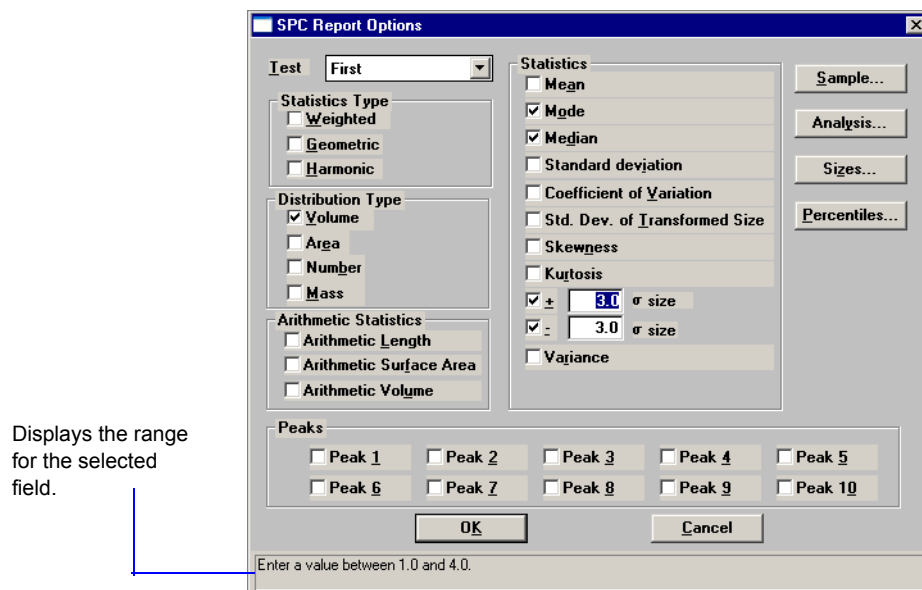 SPC Report Options
Test First
Statistics Type
Weighted
Geometric
Harmonic
Distribution Type
Volume
Area
Number
Mass
Arithmetic Statistics
Arithmetic Length
Arithmetic Surface Area
Arithmetic Volume
Statistics
Mean
Mode
Median
Standard deviation
Coefficient of Variation
Std. Dev. of Transformed Size
Skewness
Kurtosis
+ 3.0 σ size
- 3.0 σ size
Variance
Sample...
Analysis...
Sizes...
Percentiles...
Peaks
Peak 1 Peak 2 Peak 3 Peak 4 Peak 5
Peak 6 Peak 7 Peak 8 Peak 9 Peak 10
OK Cancel
Enter a value between 1.0 and 4.0.
Displays the range
for the selected
field.